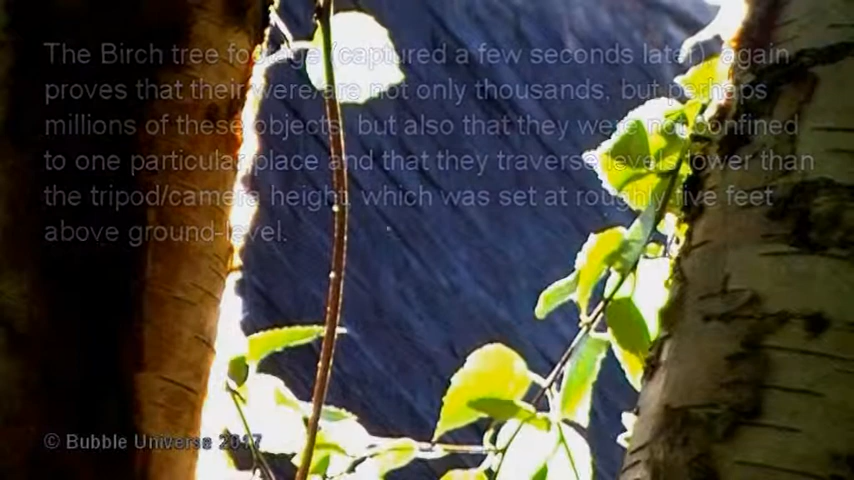 The Birch tree footage (captured a few seconds later) again
proves that their were are not only thousands, but perhaps
millions of these objects, but also that they were not confined
to one particular place and that they traverse lower than
the tripod/camera height, which was set at roughly five feet
above ground-level.
© Bubble Universe 2017